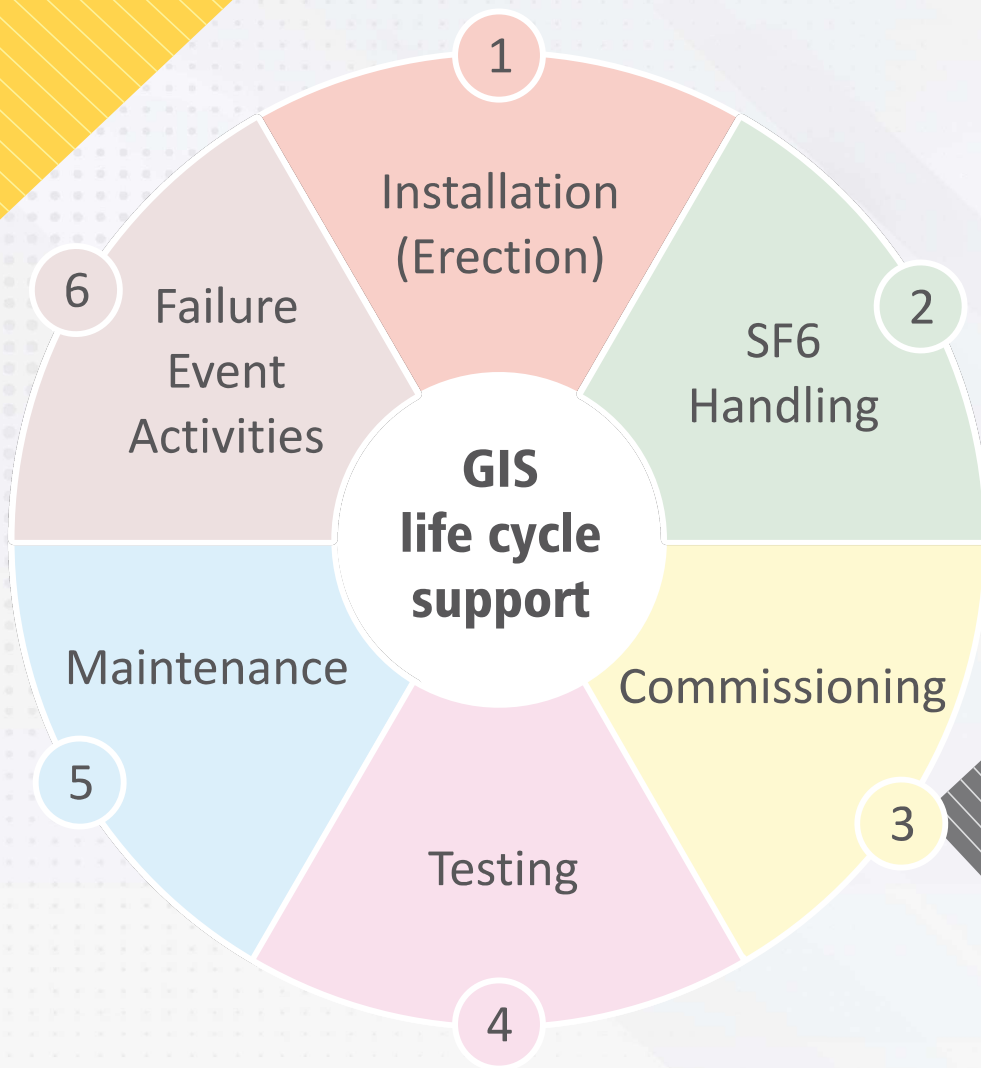 1
Installation
(Erection)
2
SF6
Handling
3
Commissioning
4
Testing
5
Maintenance
6
Failure
Event
Activities
GIS
life cycle
support